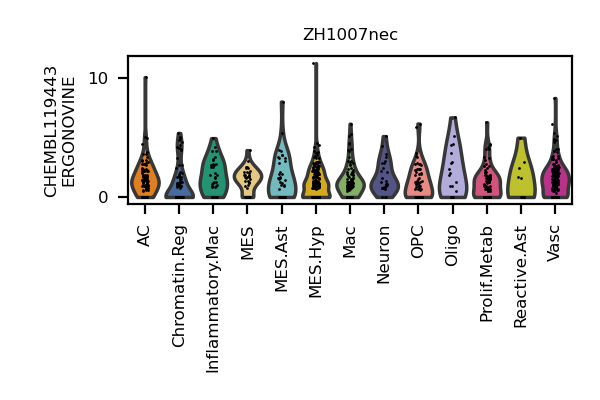 ZH1007nec
CHEMBL119443
ERGONOVINE
10
0
AC
Chromatin.Reg
Inflammatory.Mac
MES
MES.Ast
MES.Hyp
Mac
Neuron
OPC
Oligo
Prolif.Metab
Reactive.Ast
Vasc